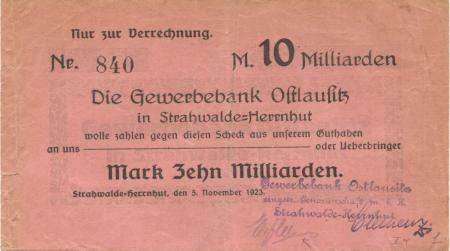 Nur zur Verrechnung.
Nr. 840 M. 10 Milliarden
Die Gewerbebank Ostlausitz
in Strahwalde=Herrnhut
wolle zahlen gegen diesen Scheck aus unserem Guthaben
an uns oder Ueberbringer
Mark Zehn Milliarden.
Strahwalde-Herrnhut, den 5. November 1923.
Gewerbebank Ostlausitz
eingetr. Genossenschaft m. b. H.
Strahwalde-Herrnhut